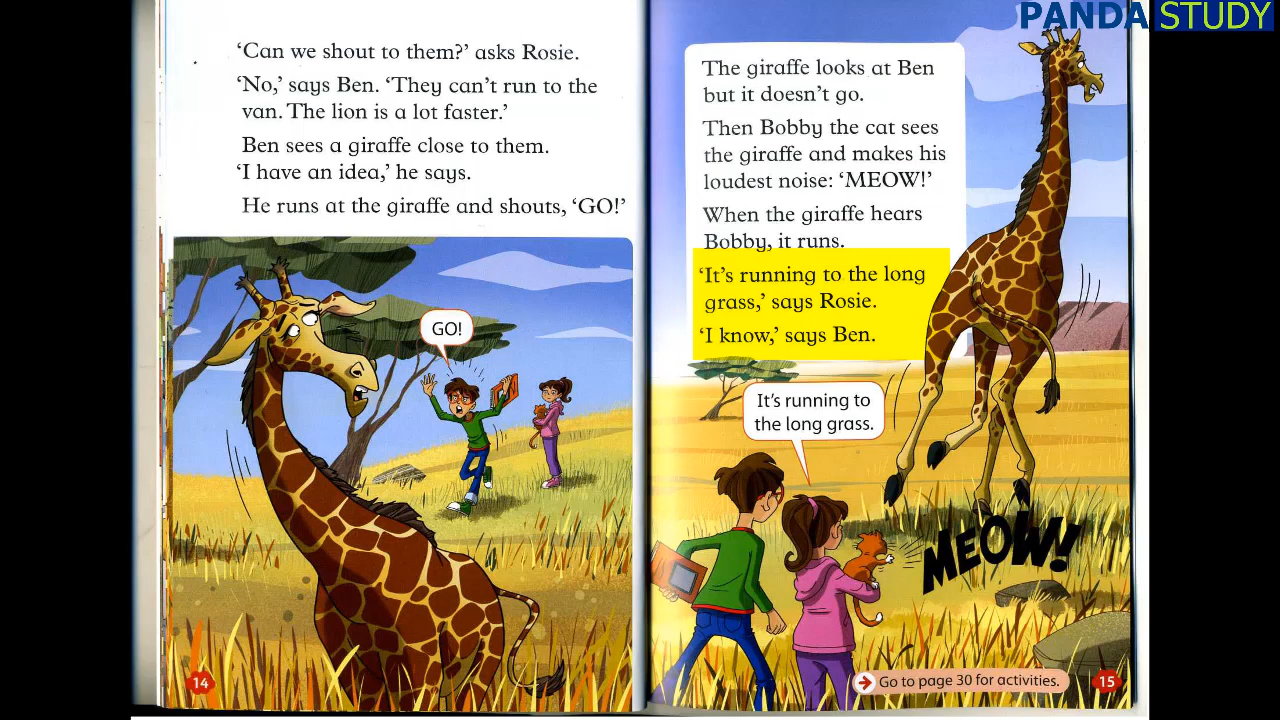 PANDA STUDY
‘Can we shout to them?’ asks Rosie.
‘No,’ says Ben. ‘They can’t run to the
van. The lion is a lot faster.’
Ben sees a giraffe close to them.
‘I have an idea,’ he says.
He runs at the giraffe and shouts, ‘GO!’
GO!
14
The giraffe looks at Ben
but it doesn’t go.
Then Bobby the cat sees
the giraffe and makes his
loudest noise: ‘MEOW!’
When the giraffe hears
Bobby, it runs.
‘It’s running to the long
grass,’ says Rosie.
‘I know,’ says Ben.
It’s running to
the long grass.
MEOW!
Go to page 30 for activities.
15